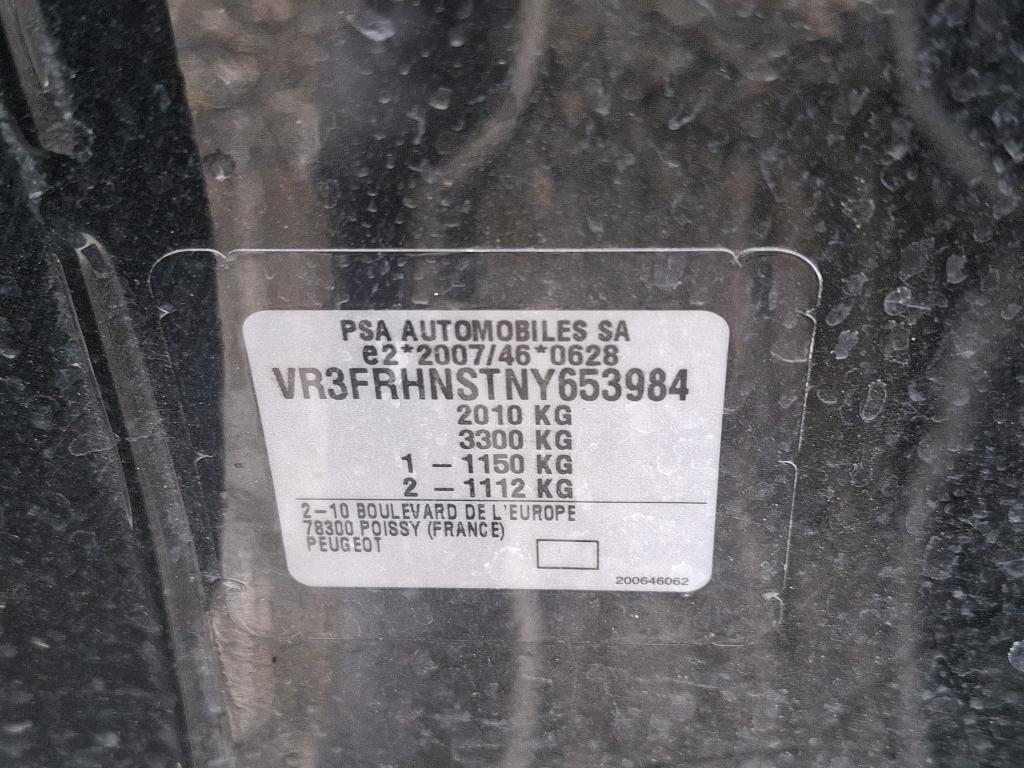 PSA AUTOMOBILES SA
e2*2007/46*0628
VR3FRHNSTNY653984
2010 KG
3300 KG
1 – 1150 KG
2 – 1112 KG
2–10 BOULEVARD DE L'EUROPE
78300 POISSY (FRANCE)
PEUGEOT
200646062